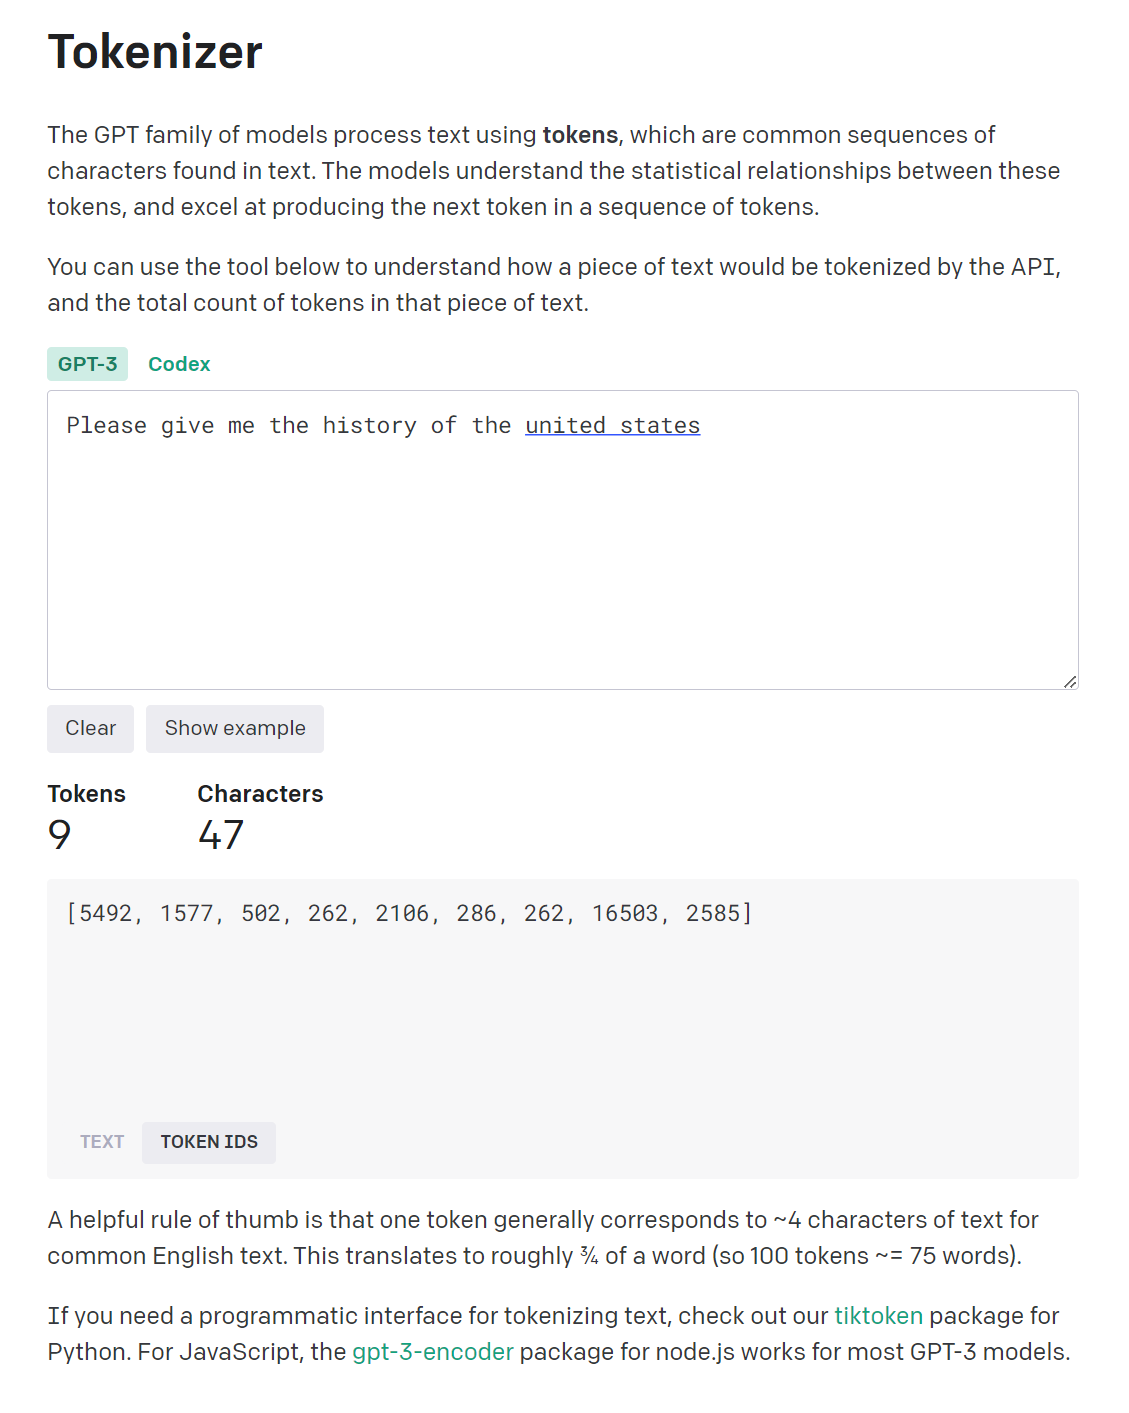 Tokenizer
The GPT family of models process text using tokens, which are common sequences of
characters found in text. The models understand the statistical relationships between these
tokens, and excel at producing the next token in a sequence of tokens.
You can use the tool below to understand how a piece of text would be tokenized by the API,
and the total count of tokens in that piece of text.
GPT-3 Codex
Please give me the history of the united states
Clear Show example
Tokens Characters
9 47
[5492, 1577, 502, 262, 2106, 286, 262, 16503, 2585]
TEXT TOKEN IDS
A helpful rule of thumb is that one token generally corresponds to ~4 characters of text for
common English text. This translates to roughly ¾ of a word (so 100 tokens ~= 75 words).
If you need a programmatic interface for tokenizing text, check out our tiktoken package for
Python. For JavaScript, the gpt-3-encoder package for node.js works for most GPT-3 models.